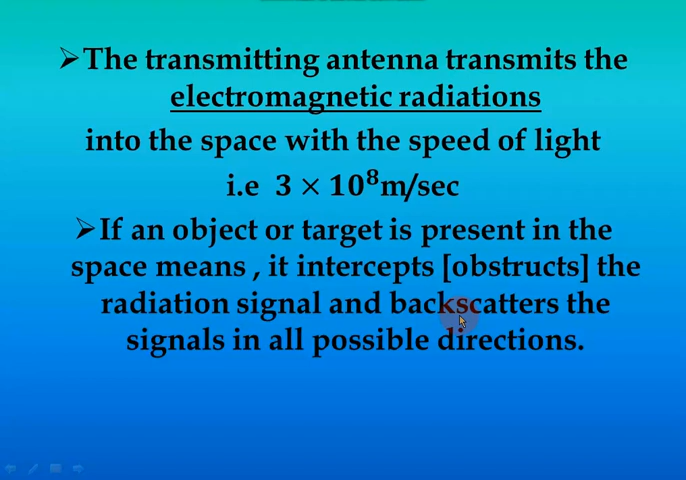 ➢The transmitting antenna transmits the
electromagnetic radiations
into the space with the speed of light
i.e 3 × 10⁸m/sec
➢If an object or target is present in the
space means , it intercepts [obstructs] the
radiation signal and backscatters the
signals in all possible directions.